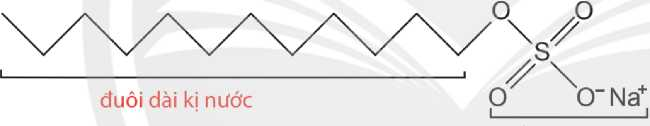 O O
S
O O⁻Na⁺
đuôi dài kị nước